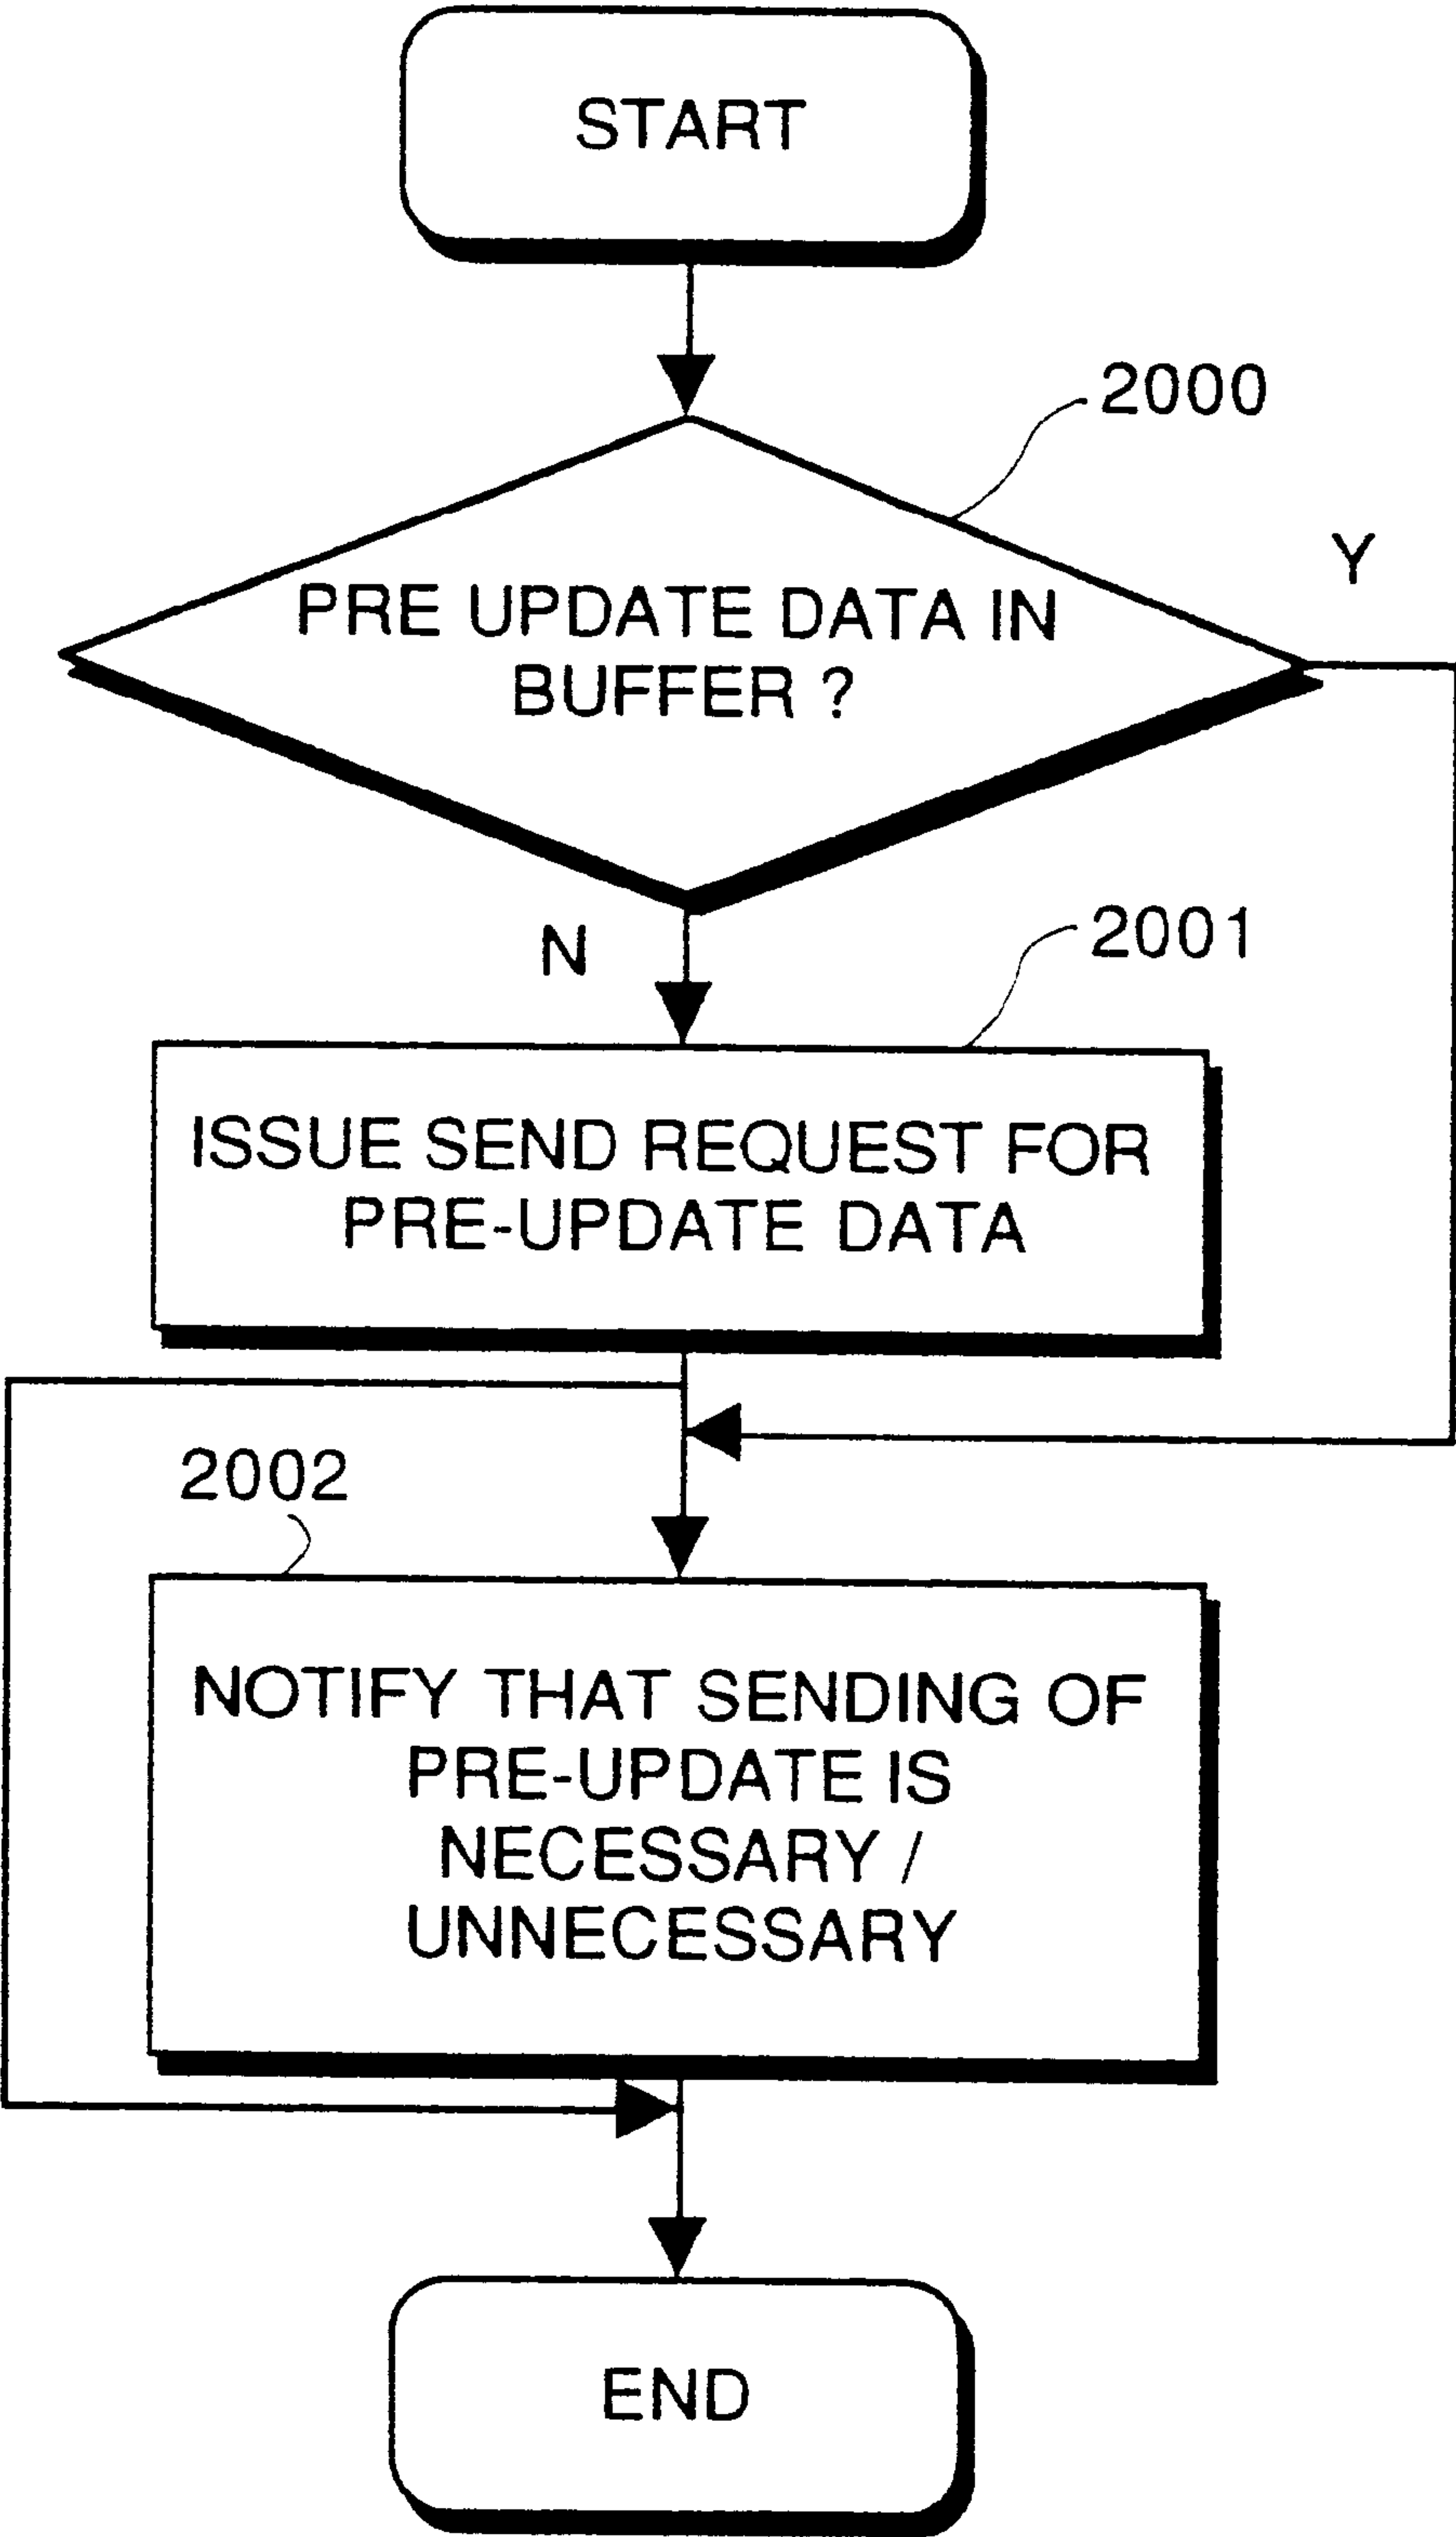 START
2000
Y
PRE UPDATE DATA IN
BUFFER ?
N
2001
ISSUE SEND REQUEST FOR
PRE-UPDATE DATA
2002
NOTIFY THAT SENDING OF
PRE-UPDATE IS
NECESSARY /
UNNECESSARY
END